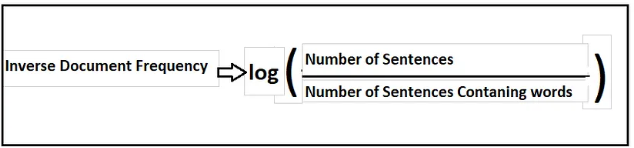 Inverse Document Frequency
log ( Number of Sentences
Number of Sentences Contaning words )